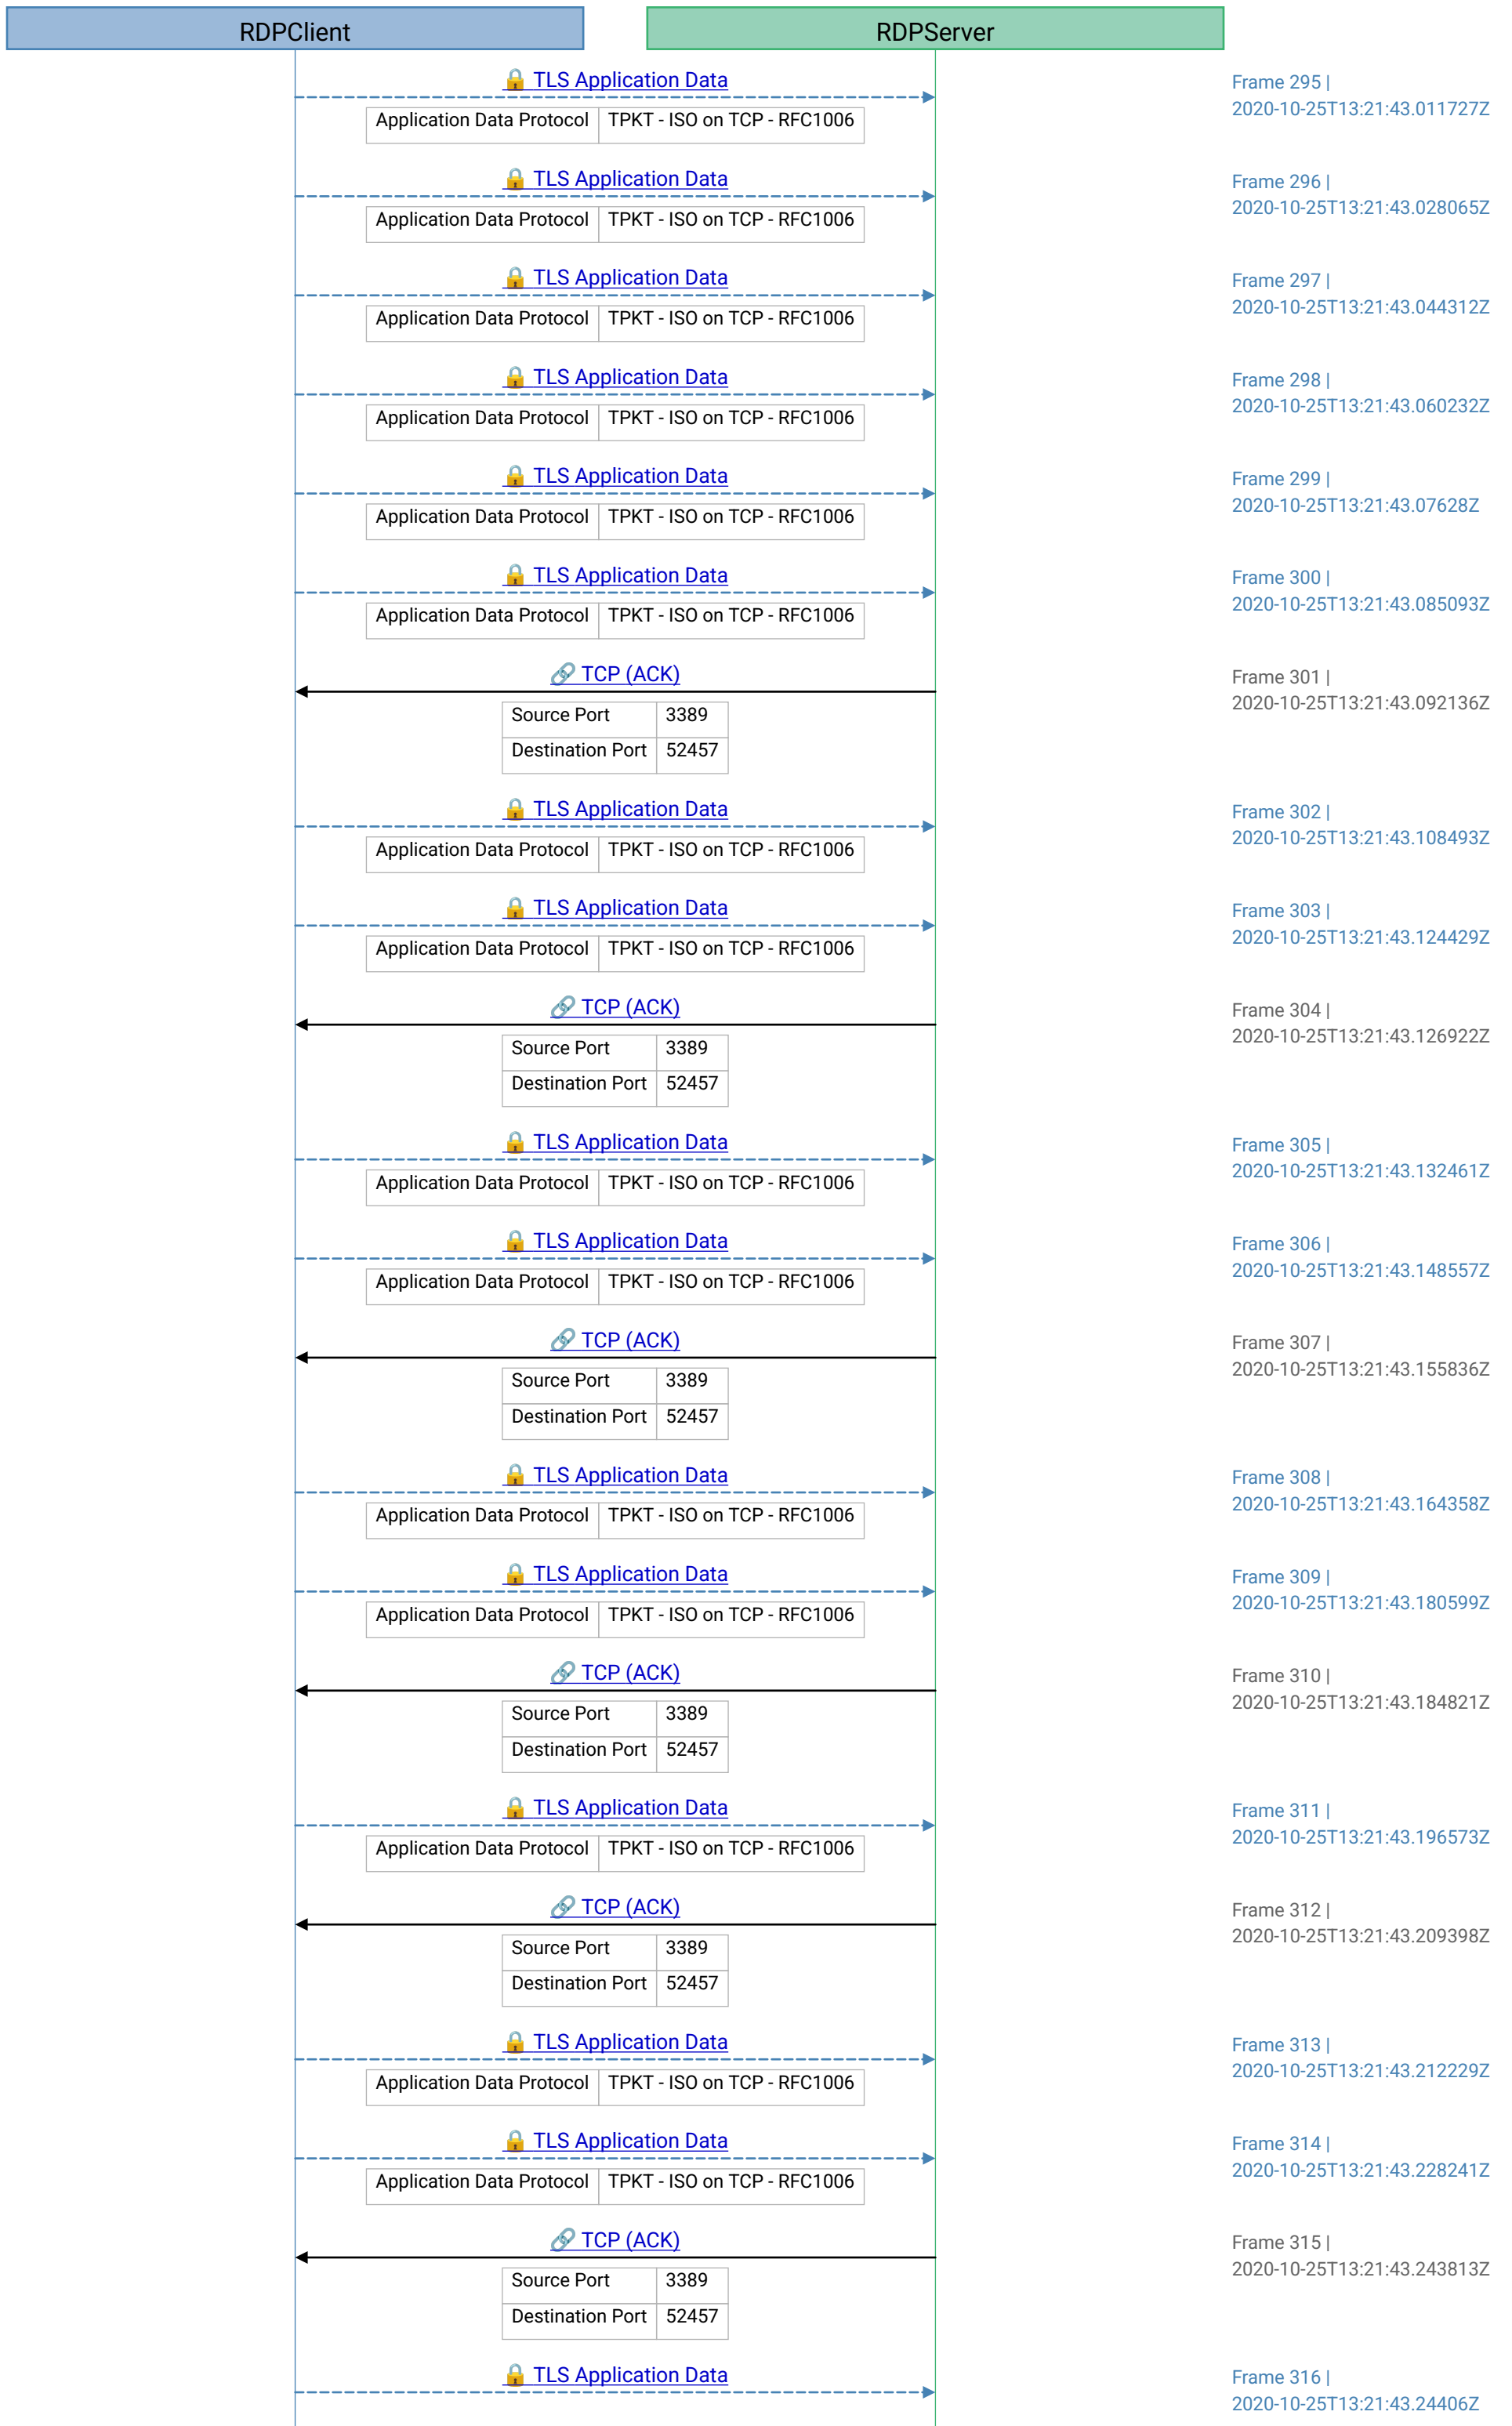 RDPClient
RDPServer
🔒 TLS Application Data
Frame 295 |
2020-10-25T13:21:43.011727Z
Application Data Protocol TPKT - ISO on TCP - RFC1006
🔒 TLS Application Data
Frame 296 |
2020-10-25T13:21:43.028065Z
Application Data Protocol TPKT - ISO on TCP - RFC1006
🔒 TLS Application Data
Frame 297 |
2020-10-25T13:21:43.044312Z
Application Data Protocol TPKT - ISO on TCP - RFC1006
🔒 TLS Application Data
Frame 298 |
2020-10-25T13:21:43.060232Z
Application Data Protocol TPKT - ISO on TCP - RFC1006
🔒 TLS Application Data
Frame 299 |
2020-10-25T13:21:43.07628Z
Application Data Protocol TPKT - ISO on TCP - RFC1006
🔒 TLS Application Data
Frame 300 |
2020-10-25T13:21:43.085093Z
Application Data Protocol TPKT - ISO on TCP - RFC1006
🔗 TCP (ACK)
Frame 301 |
2020-10-25T13:21:43.092136Z
Source Port 3389
Destination Port 52457
🔒 TLS Application Data
Frame 302 |
2020-10-25T13:21:43.108493Z
Application Data Protocol TPKT - ISO on TCP - RFC1006
🔒 TLS Application Data
Frame 303 |
2020-10-25T13:21:43.124429Z
Application Data Protocol TPKT - ISO on TCP - RFC1006
🔗 TCP (ACK)
Frame 304 |
2020-10-25T13:21:43.126922Z
Source Port 3389
Destination Port 52457
🔒 TLS Application Data
Frame 305 |
2020-10-25T13:21:43.132461Z
Application Data Protocol TPKT - ISO on TCP - RFC1006
🔒 TLS Application Data
Frame 306 |
2020-10-25T13:21:43.148557Z
Application Data Protocol TPKT - ISO on TCP - RFC1006
🔗 TCP (ACK)
Frame 307 |
2020-10-25T13:21:43.155836Z
Source Port 3389
Destination Port 52457
🔒 TLS Application Data
Frame 308 |
2020-10-25T13:21:43.164358Z
Application Data Protocol TPKT - ISO on TCP - RFC1006
🔒 TLS Application Data
Frame 309 |
2020-10-25T13:21:43.180599Z
Application Data Protocol TPKT - ISO on TCP - RFC1006
🔗 TCP (ACK)
Frame 310 |
2020-10-25T13:21:43.184821Z
Source Port 3389
Destination Port 52457
🔒 TLS Application Data
Frame 311 |
2020-10-25T13:21:43.196573Z
Application Data Protocol TPKT - ISO on TCP - RFC1006
🔗 TCP (ACK)
Frame 312 |
2020-10-25T13:21:43.209398Z
Source Port 3389
Destination Port 52457
🔒 TLS Application Data
Frame 313 |
2020-10-25T13:21:43.212229Z
Application Data Protocol TPKT - ISO on TCP - RFC1006
🔒 TLS Application Data
Frame 314 |
2020-10-25T13:21:43.228241Z
Application Data Protocol TPKT - ISO on TCP - RFC1006
🔗 TCP (ACK)
Frame 315 |
2020-10-25T13:21:43.243813Z
Source Port 3389
Destination Port 52457
🔒 TLS Application Data
Frame 316 |
2020-10-25T13:21:43.24406Z